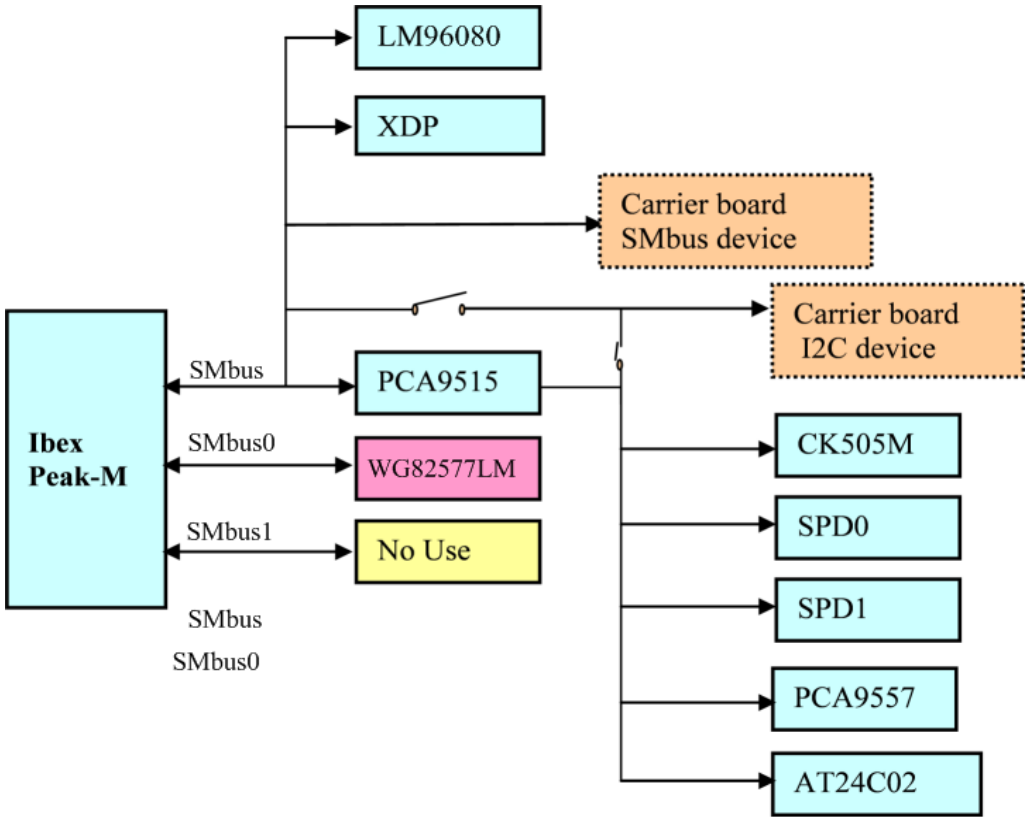 LM96080
XDP
Carrier board
SMbus device
Carrier board
I2C device
SMbus
PCA9515
Ibex
Peak-M
SMbus0
WG82577LM
SMbus1
No Use
CK505M
SPD0
SPD1
SMbus
SMbus0
PCA9557
AT24C02